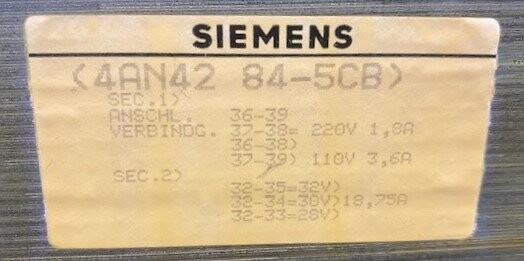 SIEMENS
(4AN42 84-5CB)
SEC.1)
ANSCHL. 36-39
VERBINDG. 37-38= 220V 1,8A
36-38)
37-39) 110V 3,6A
SEC.2)
32-35=32V)
32-34=30V)18,75A
32-33=28V)